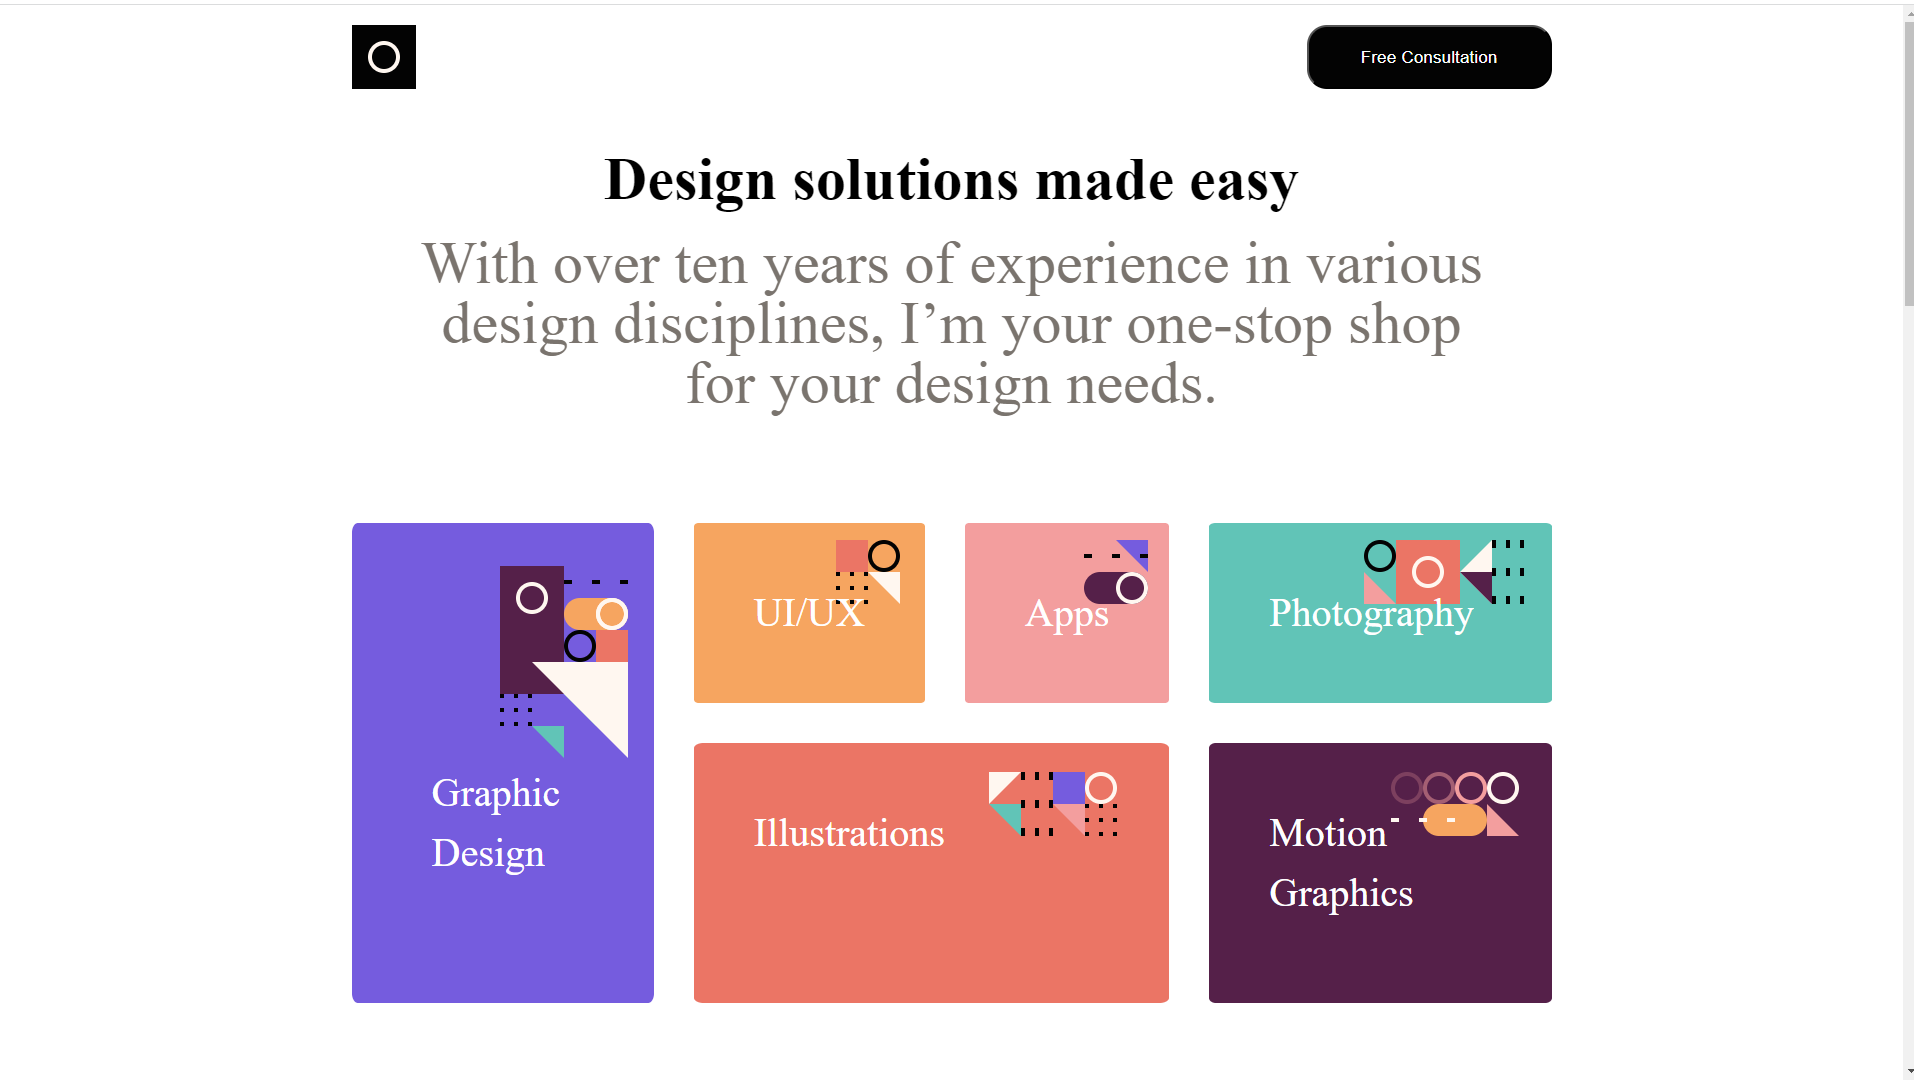 Free Consultation
Design solutions made easy
With over ten years of experience in various
design disciplines, I’m your one-stop shop
for your design needs.
Graphic
Design
UI/UX
Apps
Photography
Illustrations
Motion
Graphics